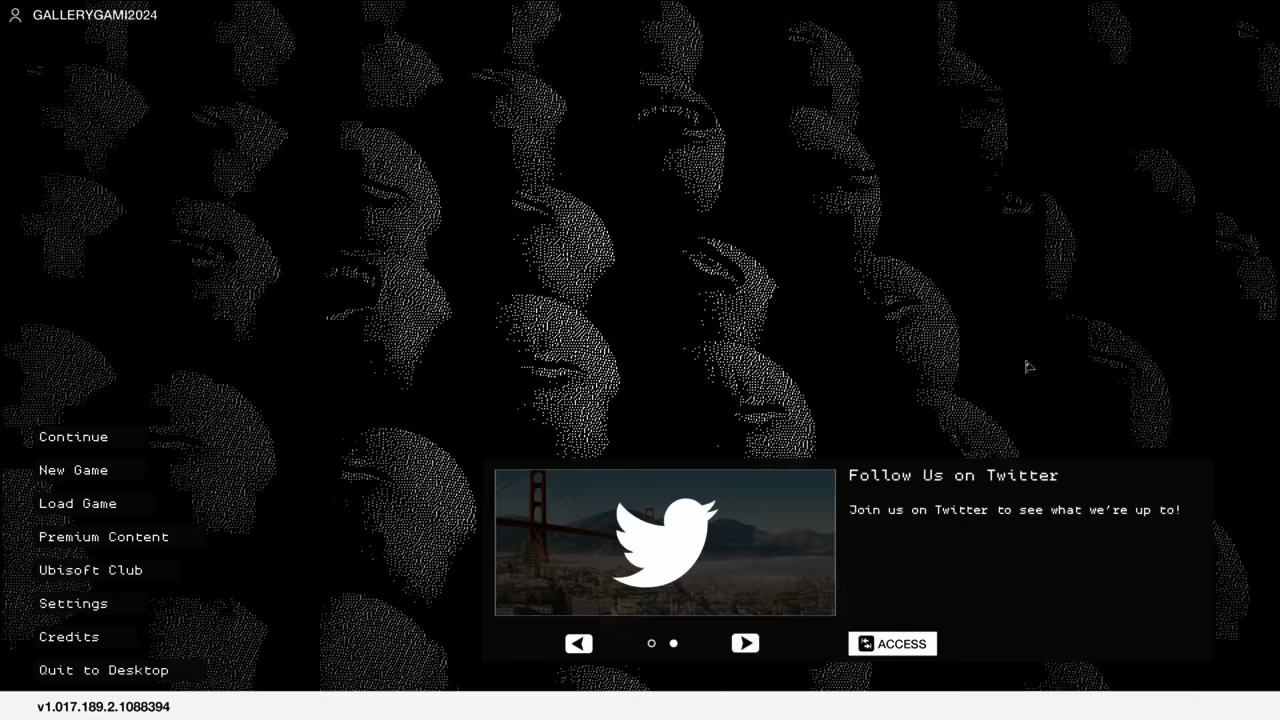 GALLERYGAMI2024
Continue
New Game
Load Game
Premium Content
Ubisoft Club
Settings
Credits
Quit to Desktop
Follow Us on Twitter
Join us on Twitter to see what we're up to!
ACCESS
v1.017.189.2.1088394